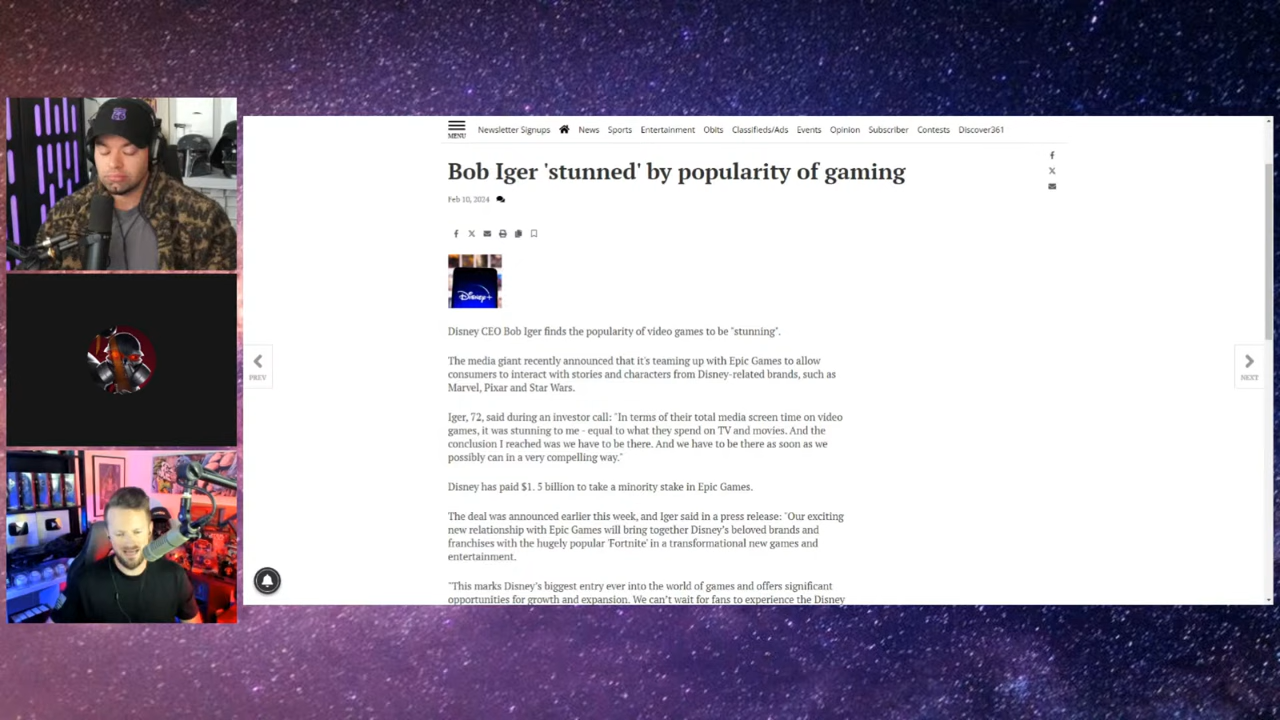 MENU
Newsletter Signups News Sports Entertainment Obits Classifieds/Ads Events Opinion Subscriber Contests Discover361
Bob Iger 'stunned' by popularity of gaming
Feb 10, 2024
Disney+
Disney CEO Bob Iger finds the popularity of video games to be "stunning".
The media giant recently announced that it's teaming up with Epic Games to allow
consumers to interact with stories and characters from Disney-related brands, such as
Marvel, Pixar and Star Wars.
Iger, 72, said during an investor call: "In terms of their total media screen time on video
games, it was stunning to me - equal to what they spend on TV and movies. And the
conclusion I reached was we have to be there. And we have to be there as soon as we
possibly can in a very compelling way."
Disney has paid $1. 5 billion to take a minority stake in Epic Games.
The deal was announced earlier this week, and Iger said in a press release: "Our exciting
new relationship with Epic Games will bring together Disney's beloved brands and
franchises with the hugely popular 'Fortnite' in a transformational new games and
entertainment.
"This marks Disney's biggest entry ever into the world of games and offers significant
opportunities for growth and expansion. We can't wait for fans to experience the Disney
PREV
NEXT